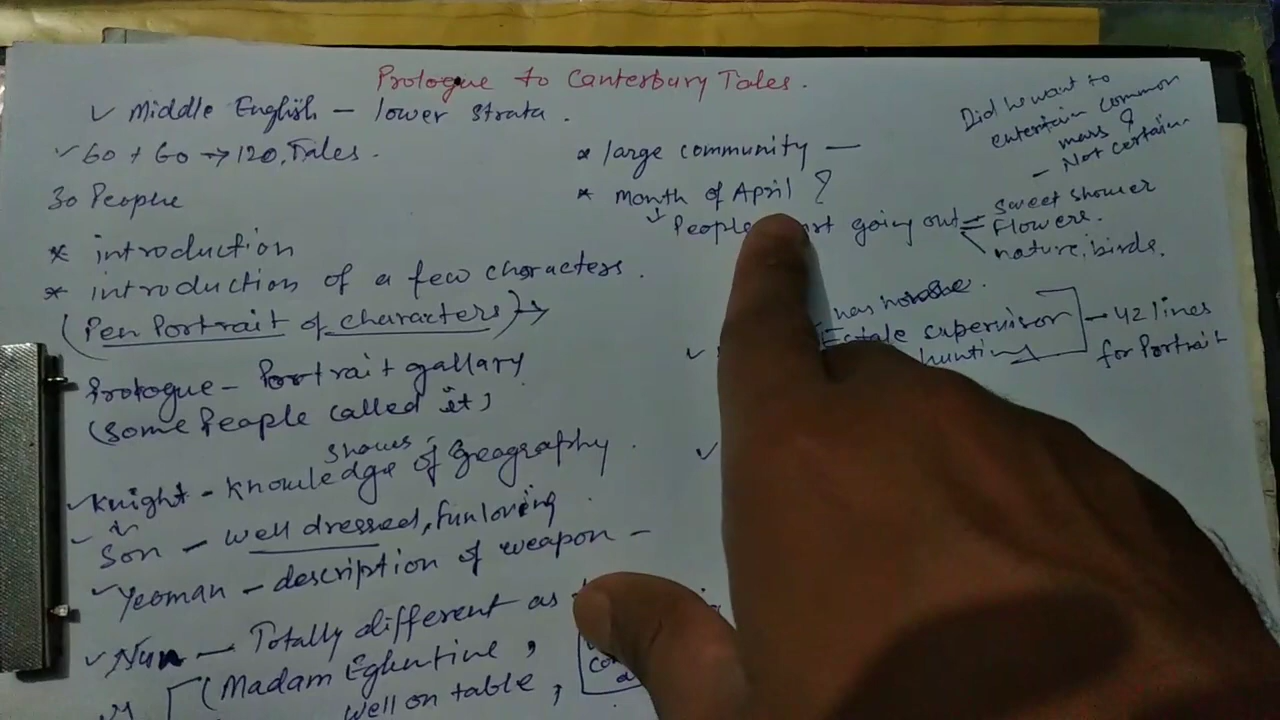 Prologue to Canterbury Tales.
✓ Middle English - lower strata.
✓ 60 + 60 → 120, Tales.
30 People
* introduction
* introduction of a few characters.
(Pen Portrait of characters) →
Prologue - Portrait gallary
(Some People called it)
shows
✓ Knight - knowledge of Geography.
✓ Son - well dressed, fun loving
✓ Yeoman - description of weapon -
✓ Nun - Totally different as
(Madam Eglentine,
well on table,
* large community -
* month of April ?
People going out = sweet shower
Flowers.
nature, birds.
Did he want to
entertain common
mass ?
- Not certain
supervisor - 42 lines
hunting for Portrait